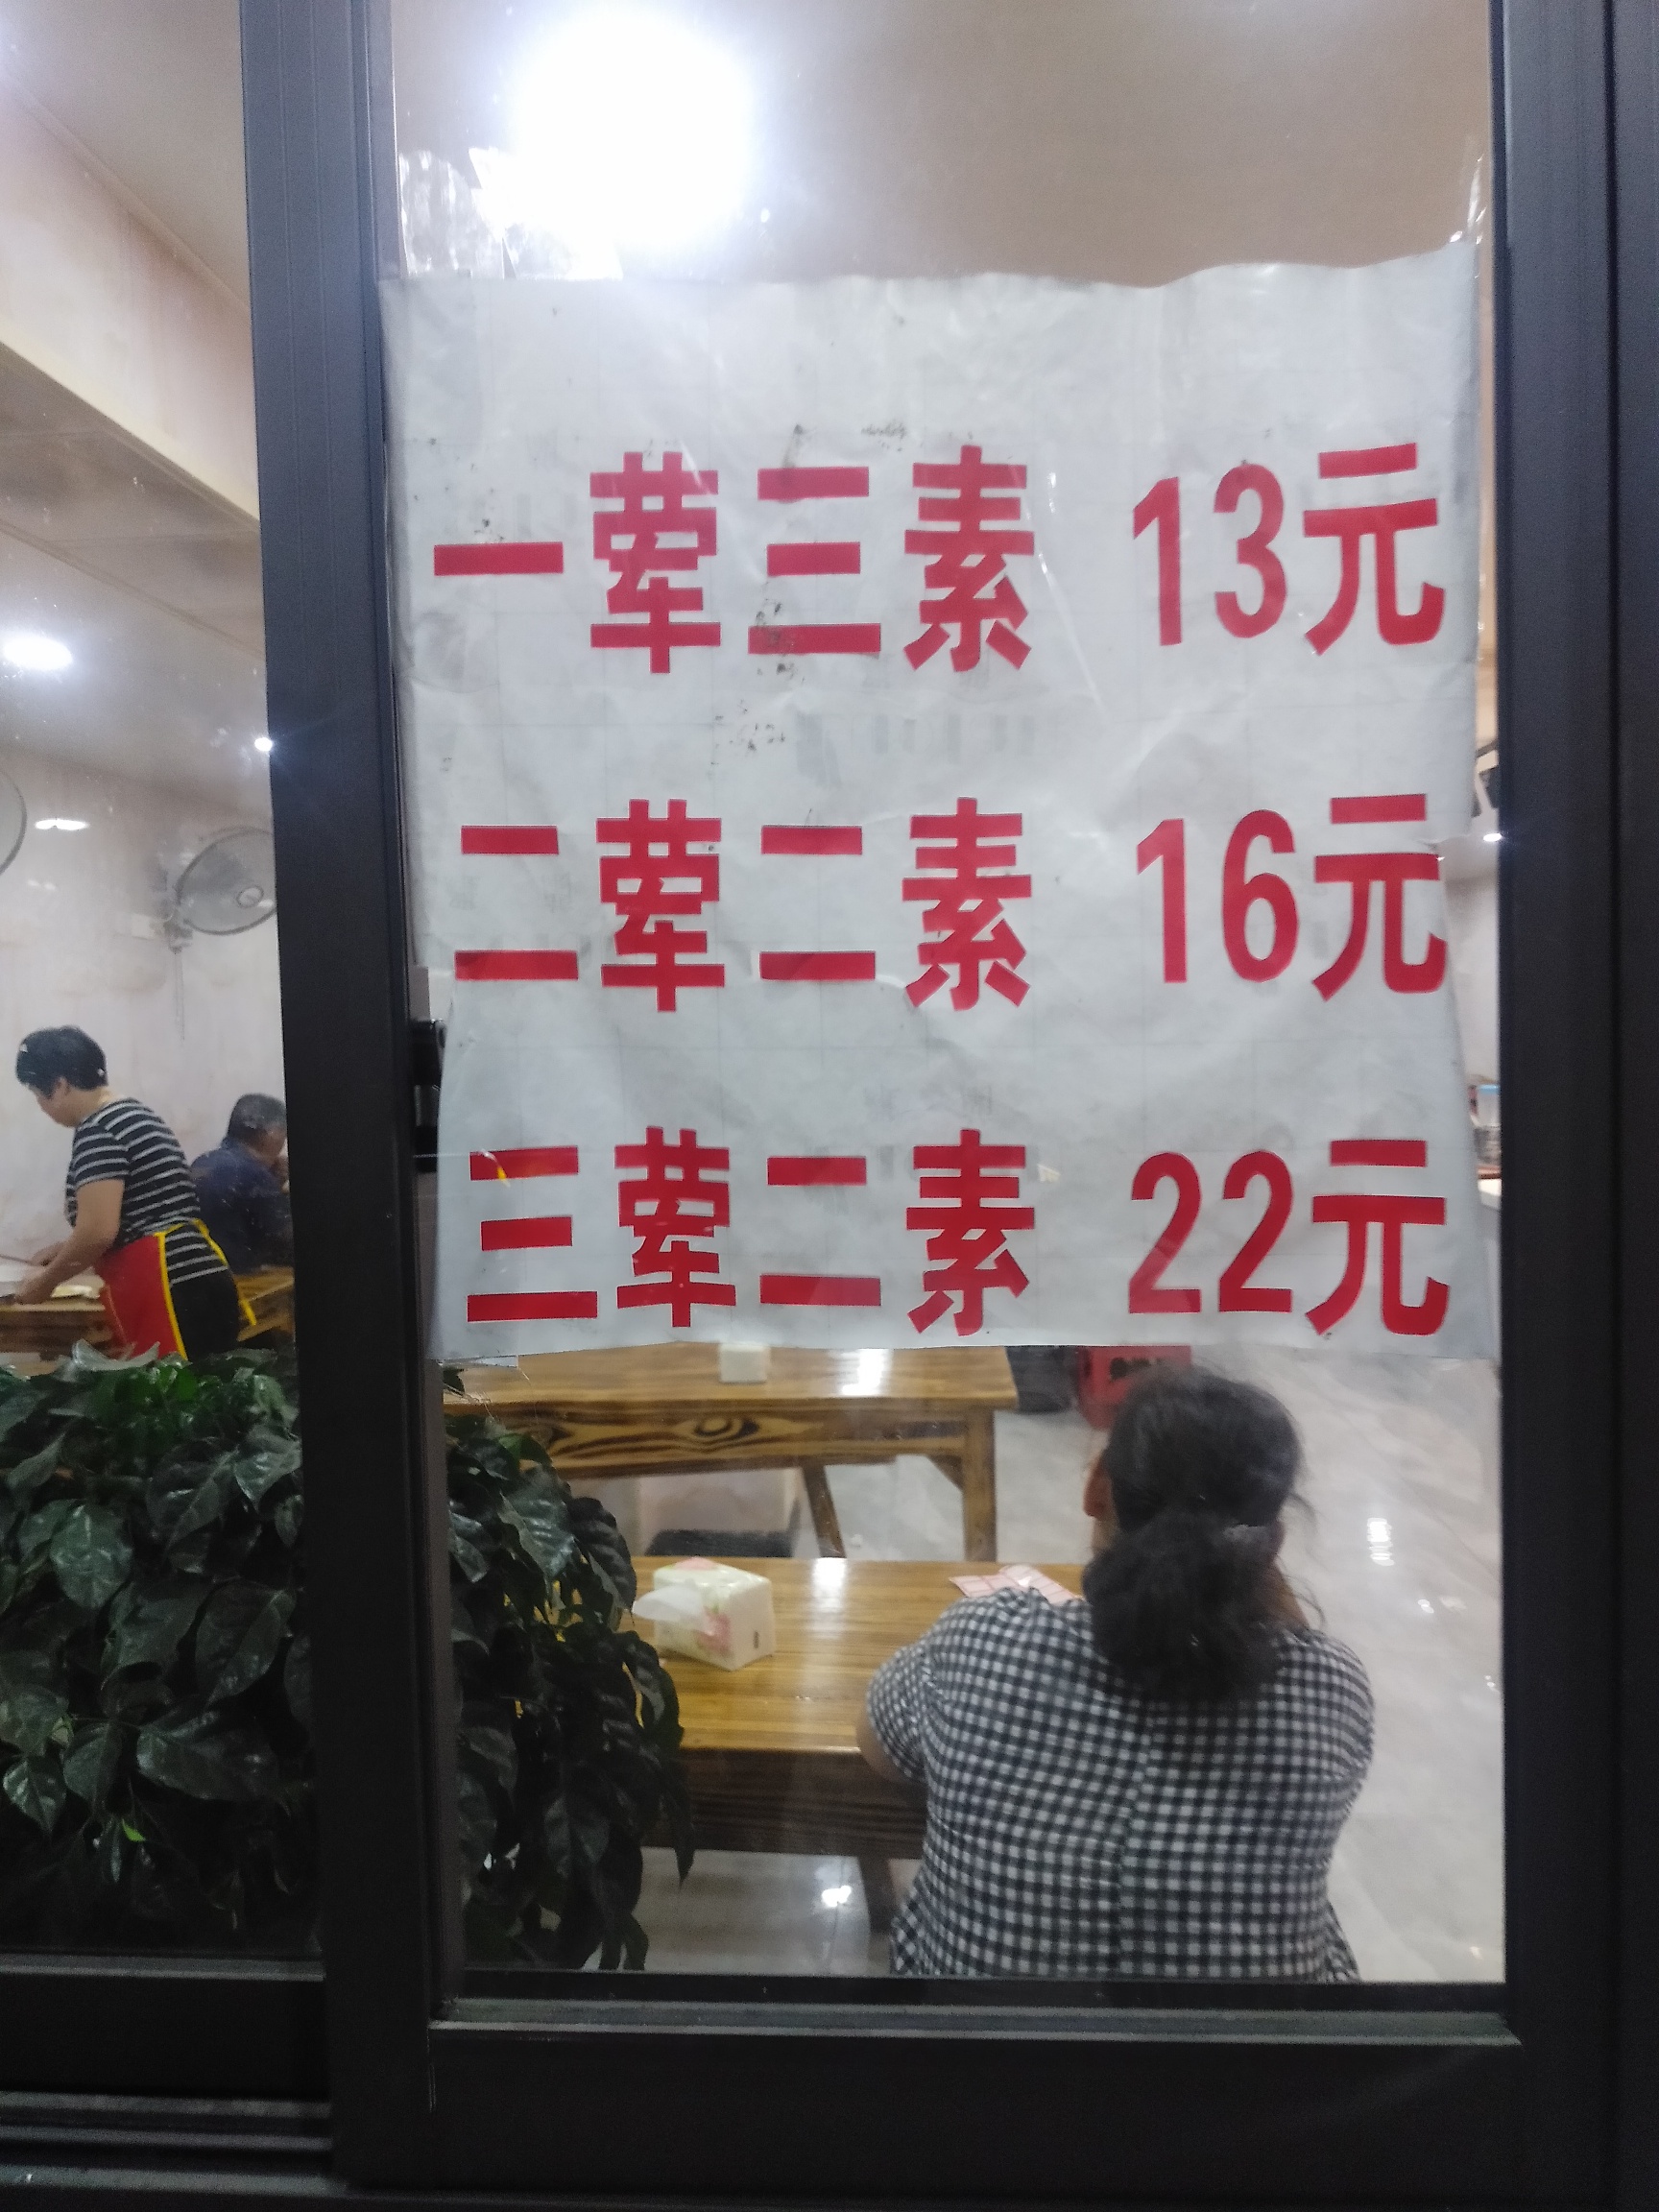 一荤三素 13元
二荤二素 16元
三荤二素 22元